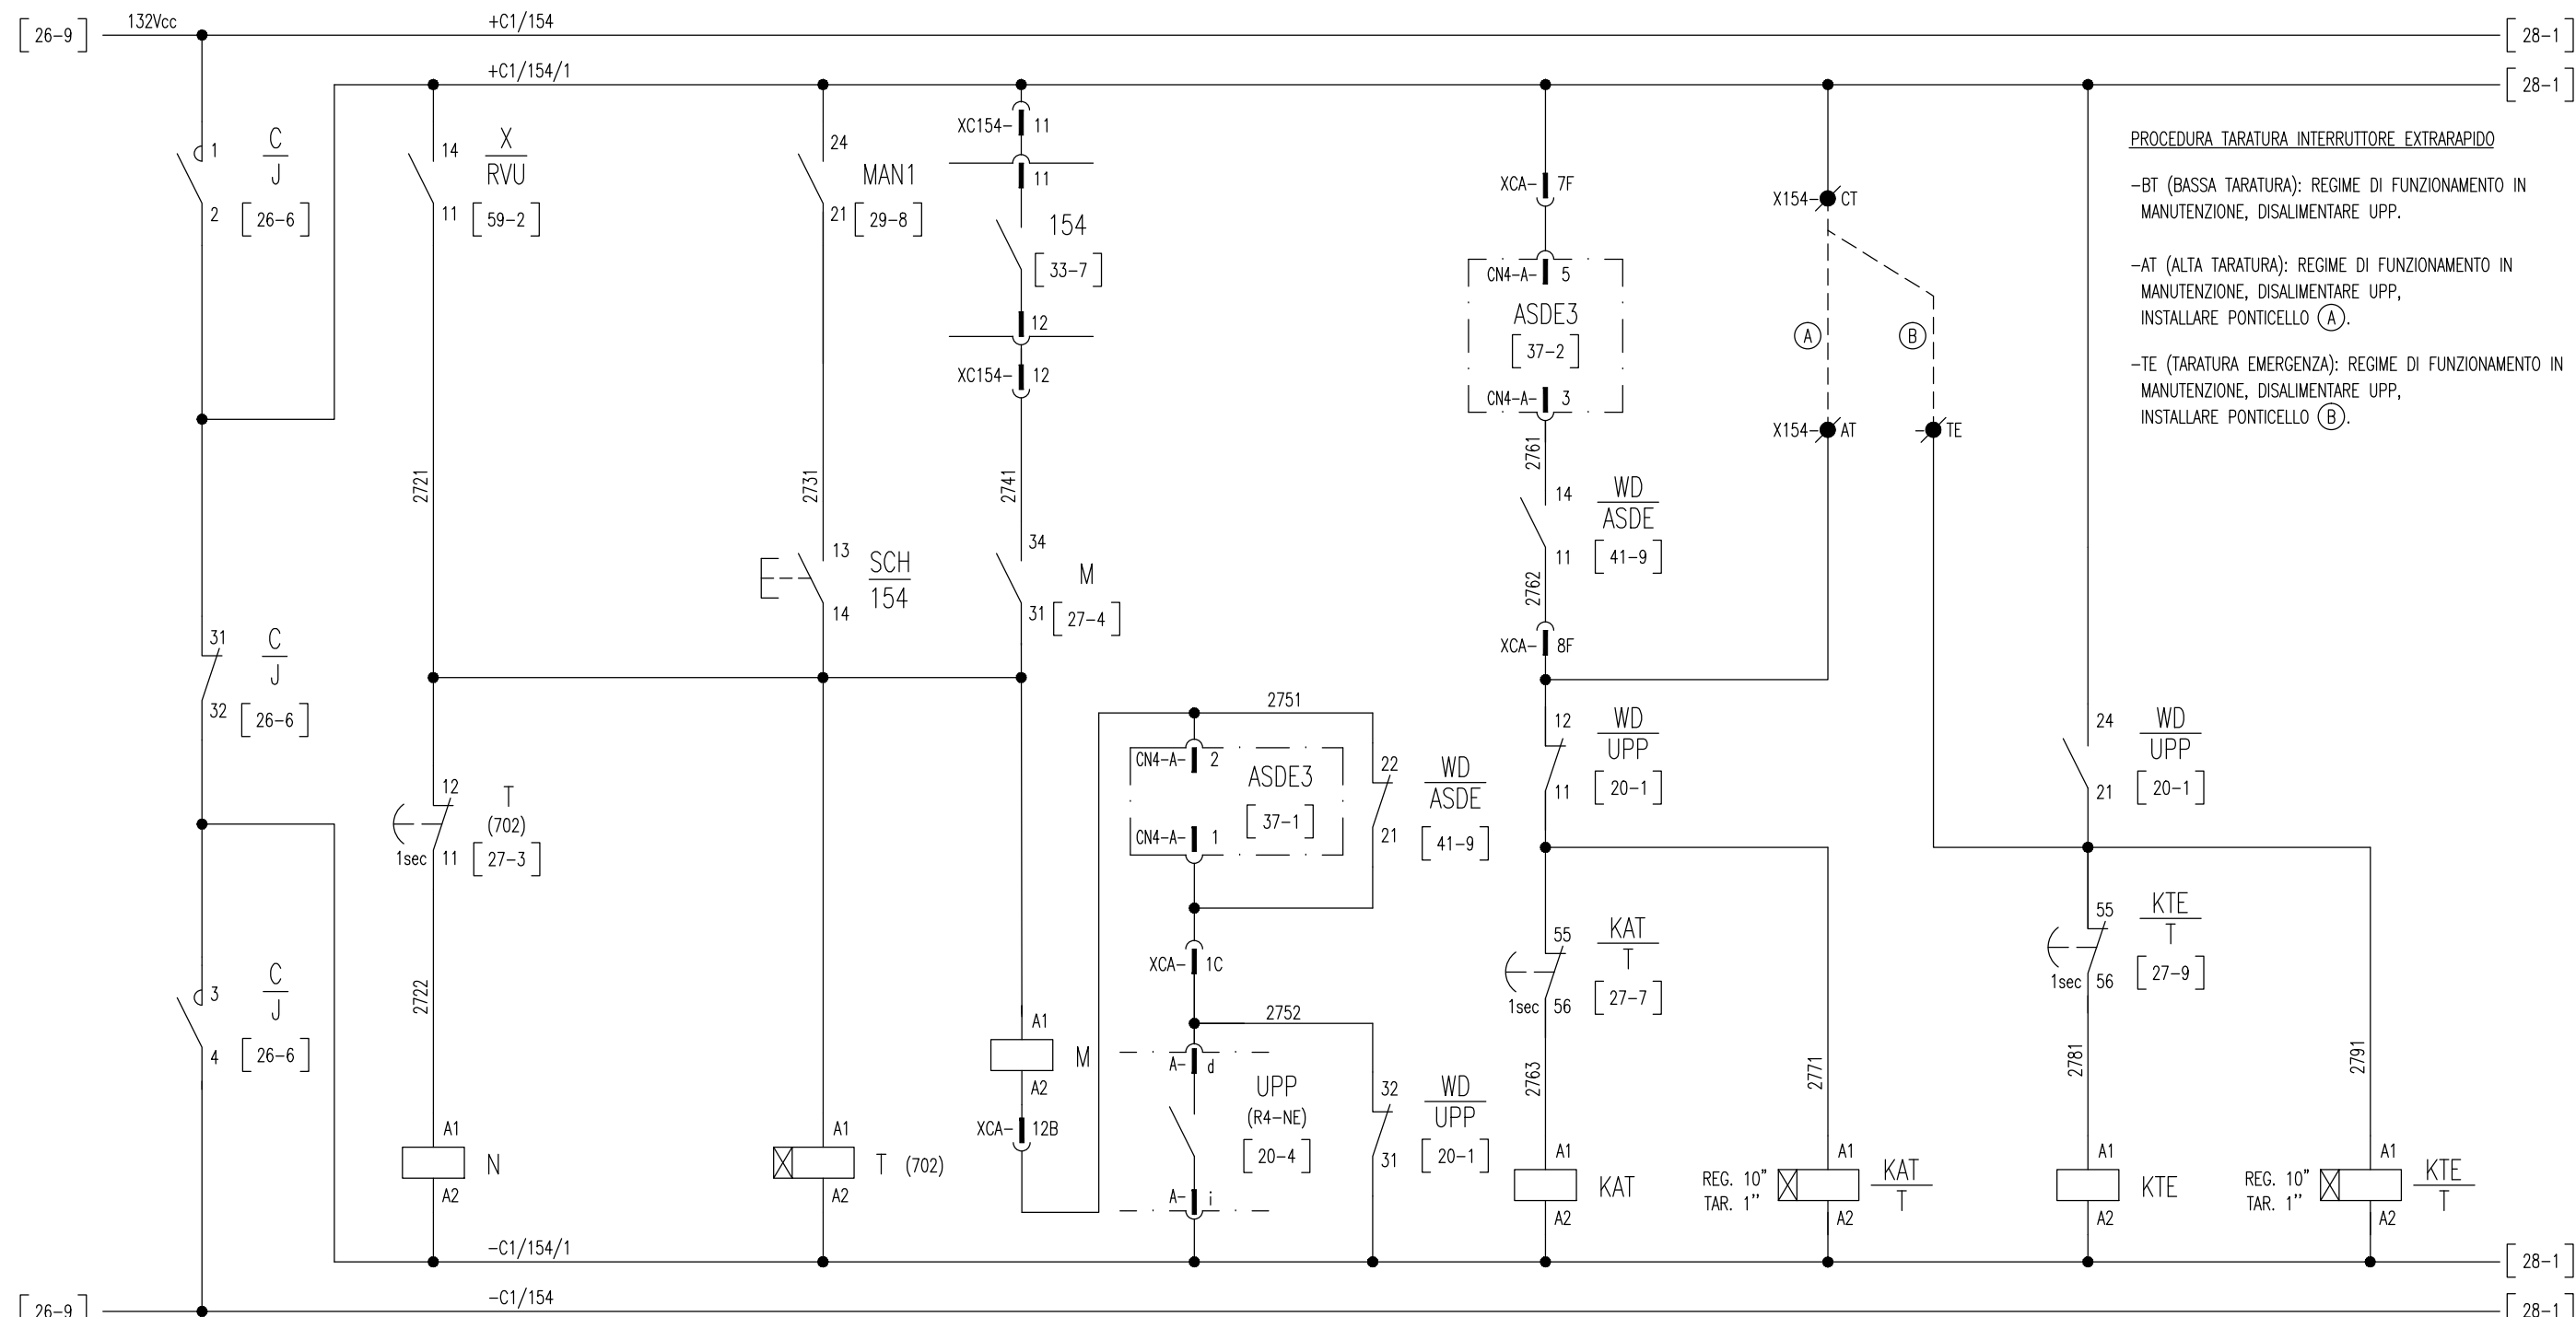 [26-9] 132Vcc +C1/154 [28-1]
+C1/154/1 [28-1]
1 C/J
2 [26-6]
14 X/RVU
11 [59-2]
24 MAN1
21 [29-8]
XC154- 11
11
154
[33-7]
12
XC154- 12
XCA- 7F
CN4-A- 5
ASDE3
[37-2]
CN4-A- 3
X154- CT
A
B
X154- AT
- TE
PROCEDURA TARATURA INTERRUTTORE EXTRARAPIDO
-BT (BASSA TARATURA): REGIME DI FUNZIONAMENTO IN
MANUTENZIONE, DISALIMENTARE UPP.
-AT (ALTA TARATURA): REGIME DI FUNZIONAMENTO IN
MANUTENZIONE, DISALIMENTARE UPP,
INSTALLARE PONTICELLO A.
-TE (TARATURA EMERGENZA): REGIME DI FUNZIONAMENTO IN
MANUTENZIONE, DISALIMENTARE UPP,
INSTALLARE PONTICELLO B.
2721
2731
2741
2761
14 WD/ASDE
11 [41-9]
2762
XCA- 8F
13 SCH/154
14
34 M
31 [27-4]
31 C/J
32 [26-6]
2751
CN4-A- 2
ASDE3
[37-1]
CN4-A- 1
22 WD/ASDE
21 [41-9]
12 WD/UPP
11 [20-1]
24 WD/UPP
21 [20-1]
12 T
(702)
1sec 11 [27-3]
XCA- 1C
2752
55 KAT/T
1sec 56 [27-7]
55 KTE/T
1sec 56 [27-9]
3 C/J
4 [26-6]
2722
A1
M
A2
XCA- 12B
A- d
UPP
(R4-NE)
[20-4]
A- i
32 WD/UPP
31 [20-1]
2763
2771
2781
2791
A1
N
A2
A1
T (702)
A2
A1
KAT
A2
A1
REG. 10" KAT/T
TAR. 1"
A2
A1
KTE
A2
A1
REG. 10" KTE/T
TAR. 1"
A2
-C1/154/1 [28-1]
[26-9] -C1/154 [28-1]